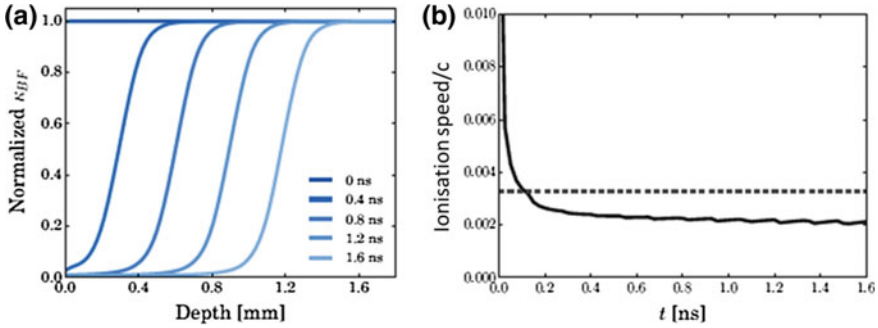 (a)
1.0
0.8
0.6
0.4
0.2
0.0
Normalized κ_BF
0 ns
0.4 ns
0.8 ns
1.2 ns
1.6 ns
0.0 0.4 0.8 1.2 1.6
Depth [mm]
(b)
0.010
0.008
0.006
0.004
0.002
0.000
Ionisation speed/c
0.0 0.2 0.4 0.6 0.8 1.0 1.2 1.4 1.6
t [ns]